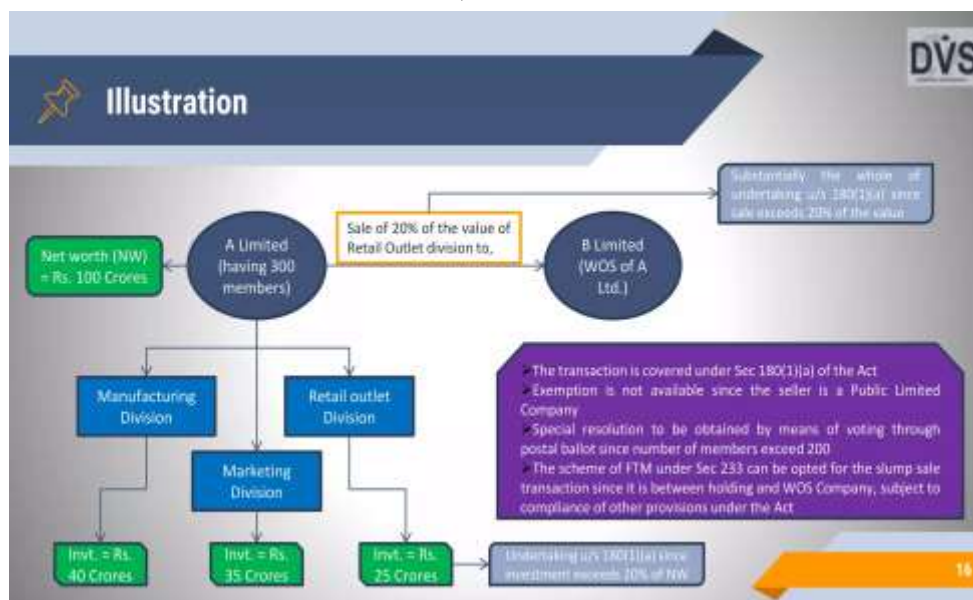 DVS
Illustration
Substantially the whole of
undertaking u/s 180(1)(a) since
sale exceeds 20% of the value
Sale of 20% of the value of
Retail Outlet division to,
A Limited
(having 300
members)
B Limited
(WOS of A
Ltd.)
Net worth (NW)
= Rs. 100 Crores
Manufacturing
Division
Retail outlet
Division
Marketing
Division
The transaction is covered under Sec 180(1)(a) of the Act
Exemption is not available since the seller is a Public Limited
Company
Special resolution to be obtained by means of voting through
postal ballot since number of members exceed 200
The scheme of FTM under Sec 233 can be opted for the slump sale
transaction since it is between holding and WOS Company, subject to
compliance of other provisions under the Act
Invt. = Rs.
40 Crores
Invt. = Rs.
35 Crores
Invt. = Rs.
25 Crores
Undertaking u/s 180(1)(a) since
investment exceeds 20% of NW
16